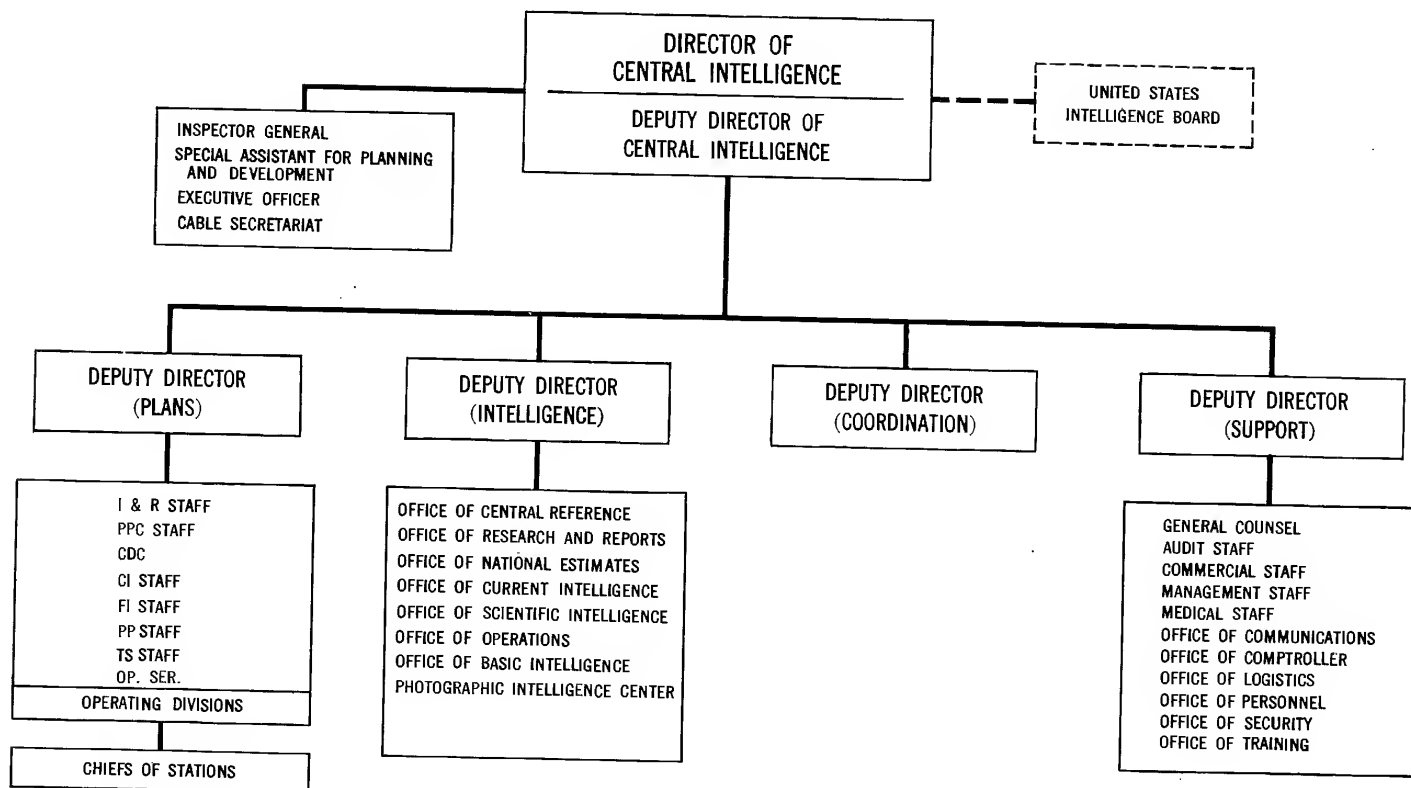 DIRECTOR OF
CENTRAL INTELLIGENCE
DEPUTY DIRECTOR OF
CENTRAL INTELLIGENCE
UNITED STATES
INTELLIGENCE BOARD
INSPECTOR GENERAL
SPECIAL ASSISTANT FOR PLANNING
AND DEVELOPMENT
EXECUTIVE OFFICER
CABLE SECRETARIAT
DEPUTY DIRECTOR
(PLANS)
I & R STAFF
PPC STAFF
CDC
CI STAFF
FI STAFF
PP STAFF
TS STAFF
OP. SER.
OPERATING DIVISIONS
CHIEFS OF STATIONS
DEPUTY DIRECTOR
(INTELLIGENCE)
OFFICE OF CENTRAL REFERENCE
OFFICE OF RESEARCH AND REPORTS
OFFICE OF NATIONAL ESTIMATES
OFFICE OF CURRENT INTELLIGENCE
OFFICE OF SCIENTIFIC INTELLIGENCE
OFFICE OF OPERATIONS
OFFICE OF BASIC INTELLIGENCE
PHOTOGRAPHIC INTELLIGENCE CENTER
DEPUTY DIRECTOR
(COORDINATION)
DEPUTY DIRECTOR
(SUPPORT)
GENERAL COUNSEL
AUDIT STAFF
COMMERCIAL STAFF
MANAGEMENT STAFF
MEDICAL STAFF
OFFICE OF COMMUNICATIONS
OFFICE OF COMPTROLLER
OFFICE OF LOGISTICS
OFFICE OF PERSONNEL
OFFICE OF SECURITY
OFFICE OF TRAINING